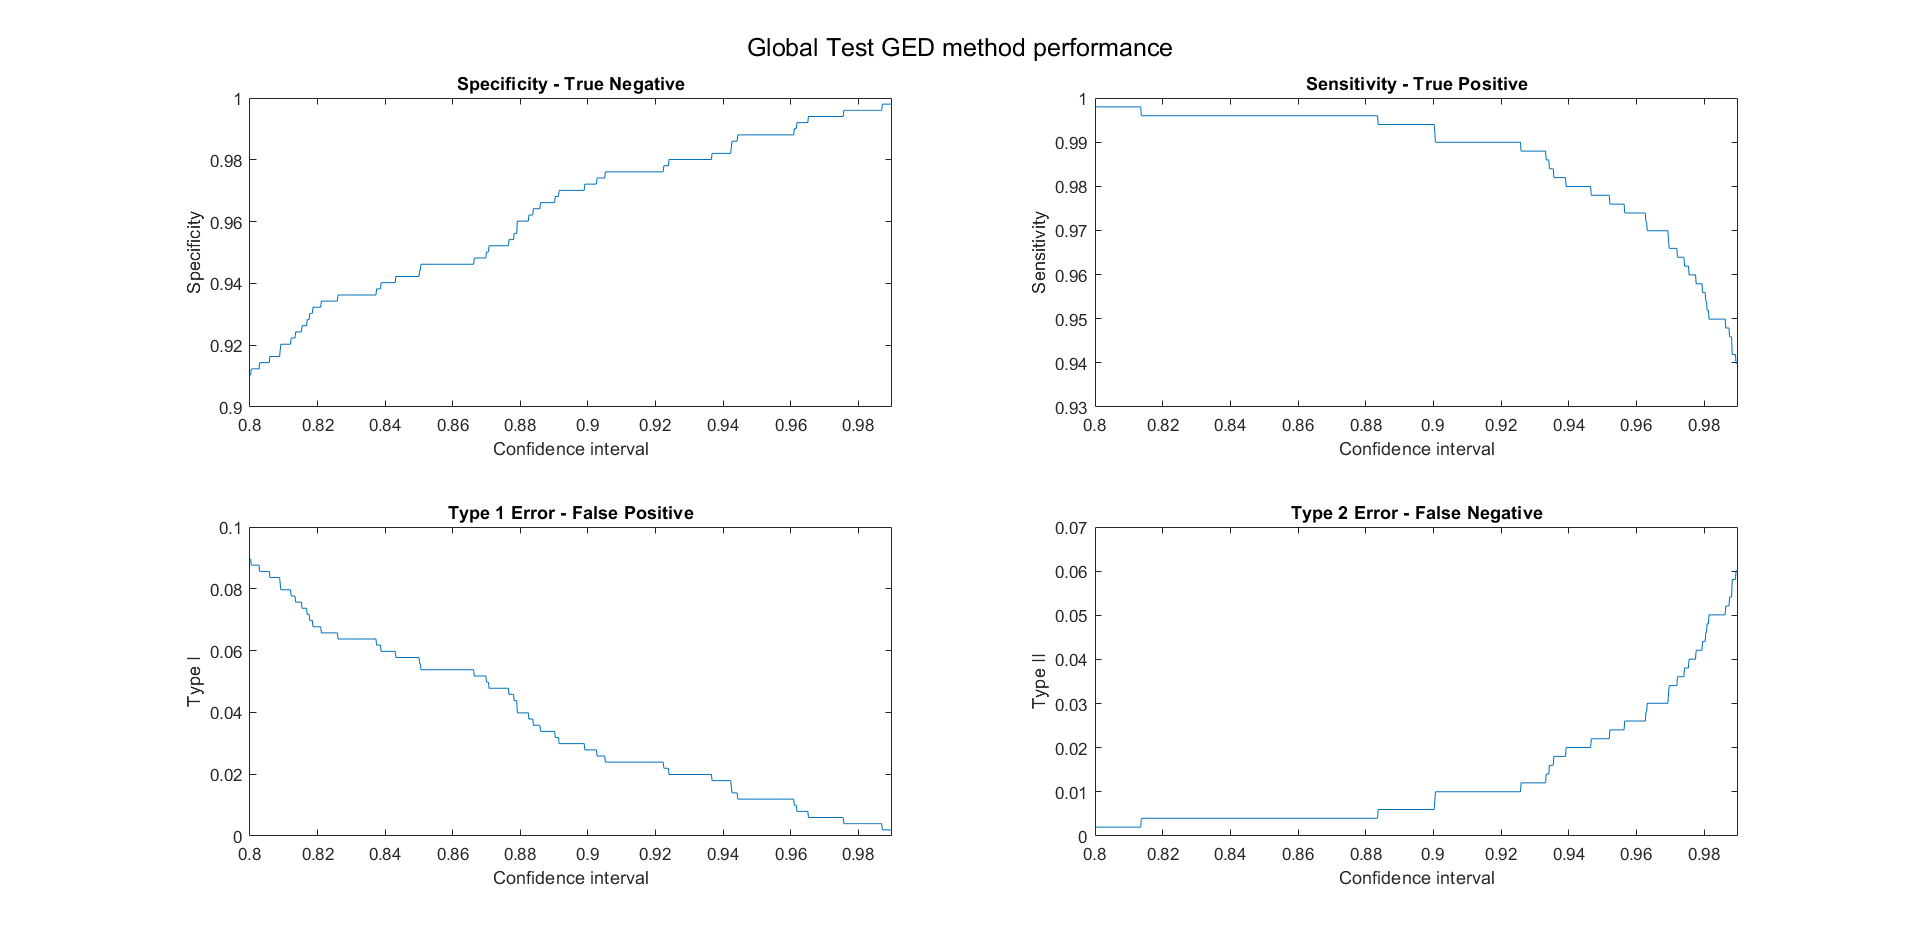 Global Test GED method performance
Specificity - True Negative
1
0.98
0.96
0.94
0.92
0.9
Specificity
0.8 0.82 0.84 0.86 0.88 0.9 0.92 0.94 0.96 0.98
Confidence interval
Sensitivity - True Positive
1
0.99
0.98
0.97
0.96
0.95
0.94
0.93
Sensitivity
0.8 0.82 0.84 0.86 0.88 0.9 0.92 0.94 0.96 0.98
Confidence interval
Type 1 Error - False Positive
0.1
0.08
0.06
0.04
0.02
0
Type I
0.8 0.82 0.84 0.86 0.88 0.9 0.92 0.94 0.96 0.98
Confidence interval
Type 2 Error - False Negative
0.07
0.06
0.05
0.04
0.03
0.02
0.01
0
Type II
0.8 0.82 0.84 0.86 0.88 0.9 0.92 0.94 0.96 0.98
Confidence interval